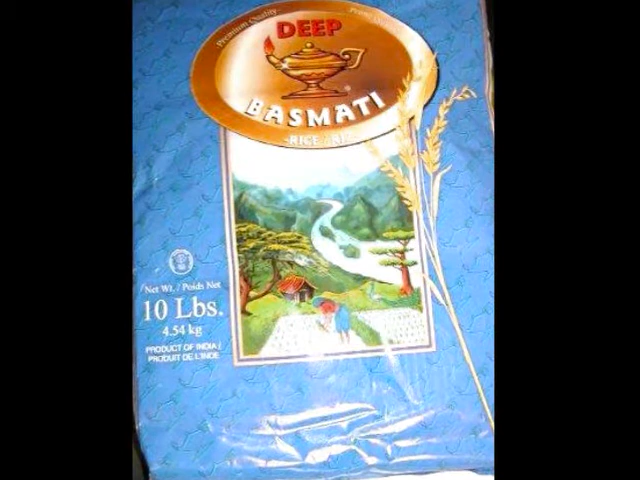 Premium Quality
DEEP
BASMATI
RICE / RIZ
Net Wt. / Poids Net
10 Lbs.
4.54 kg
PRODUCT OF INDIA /
PRODUIT DE L'INDE